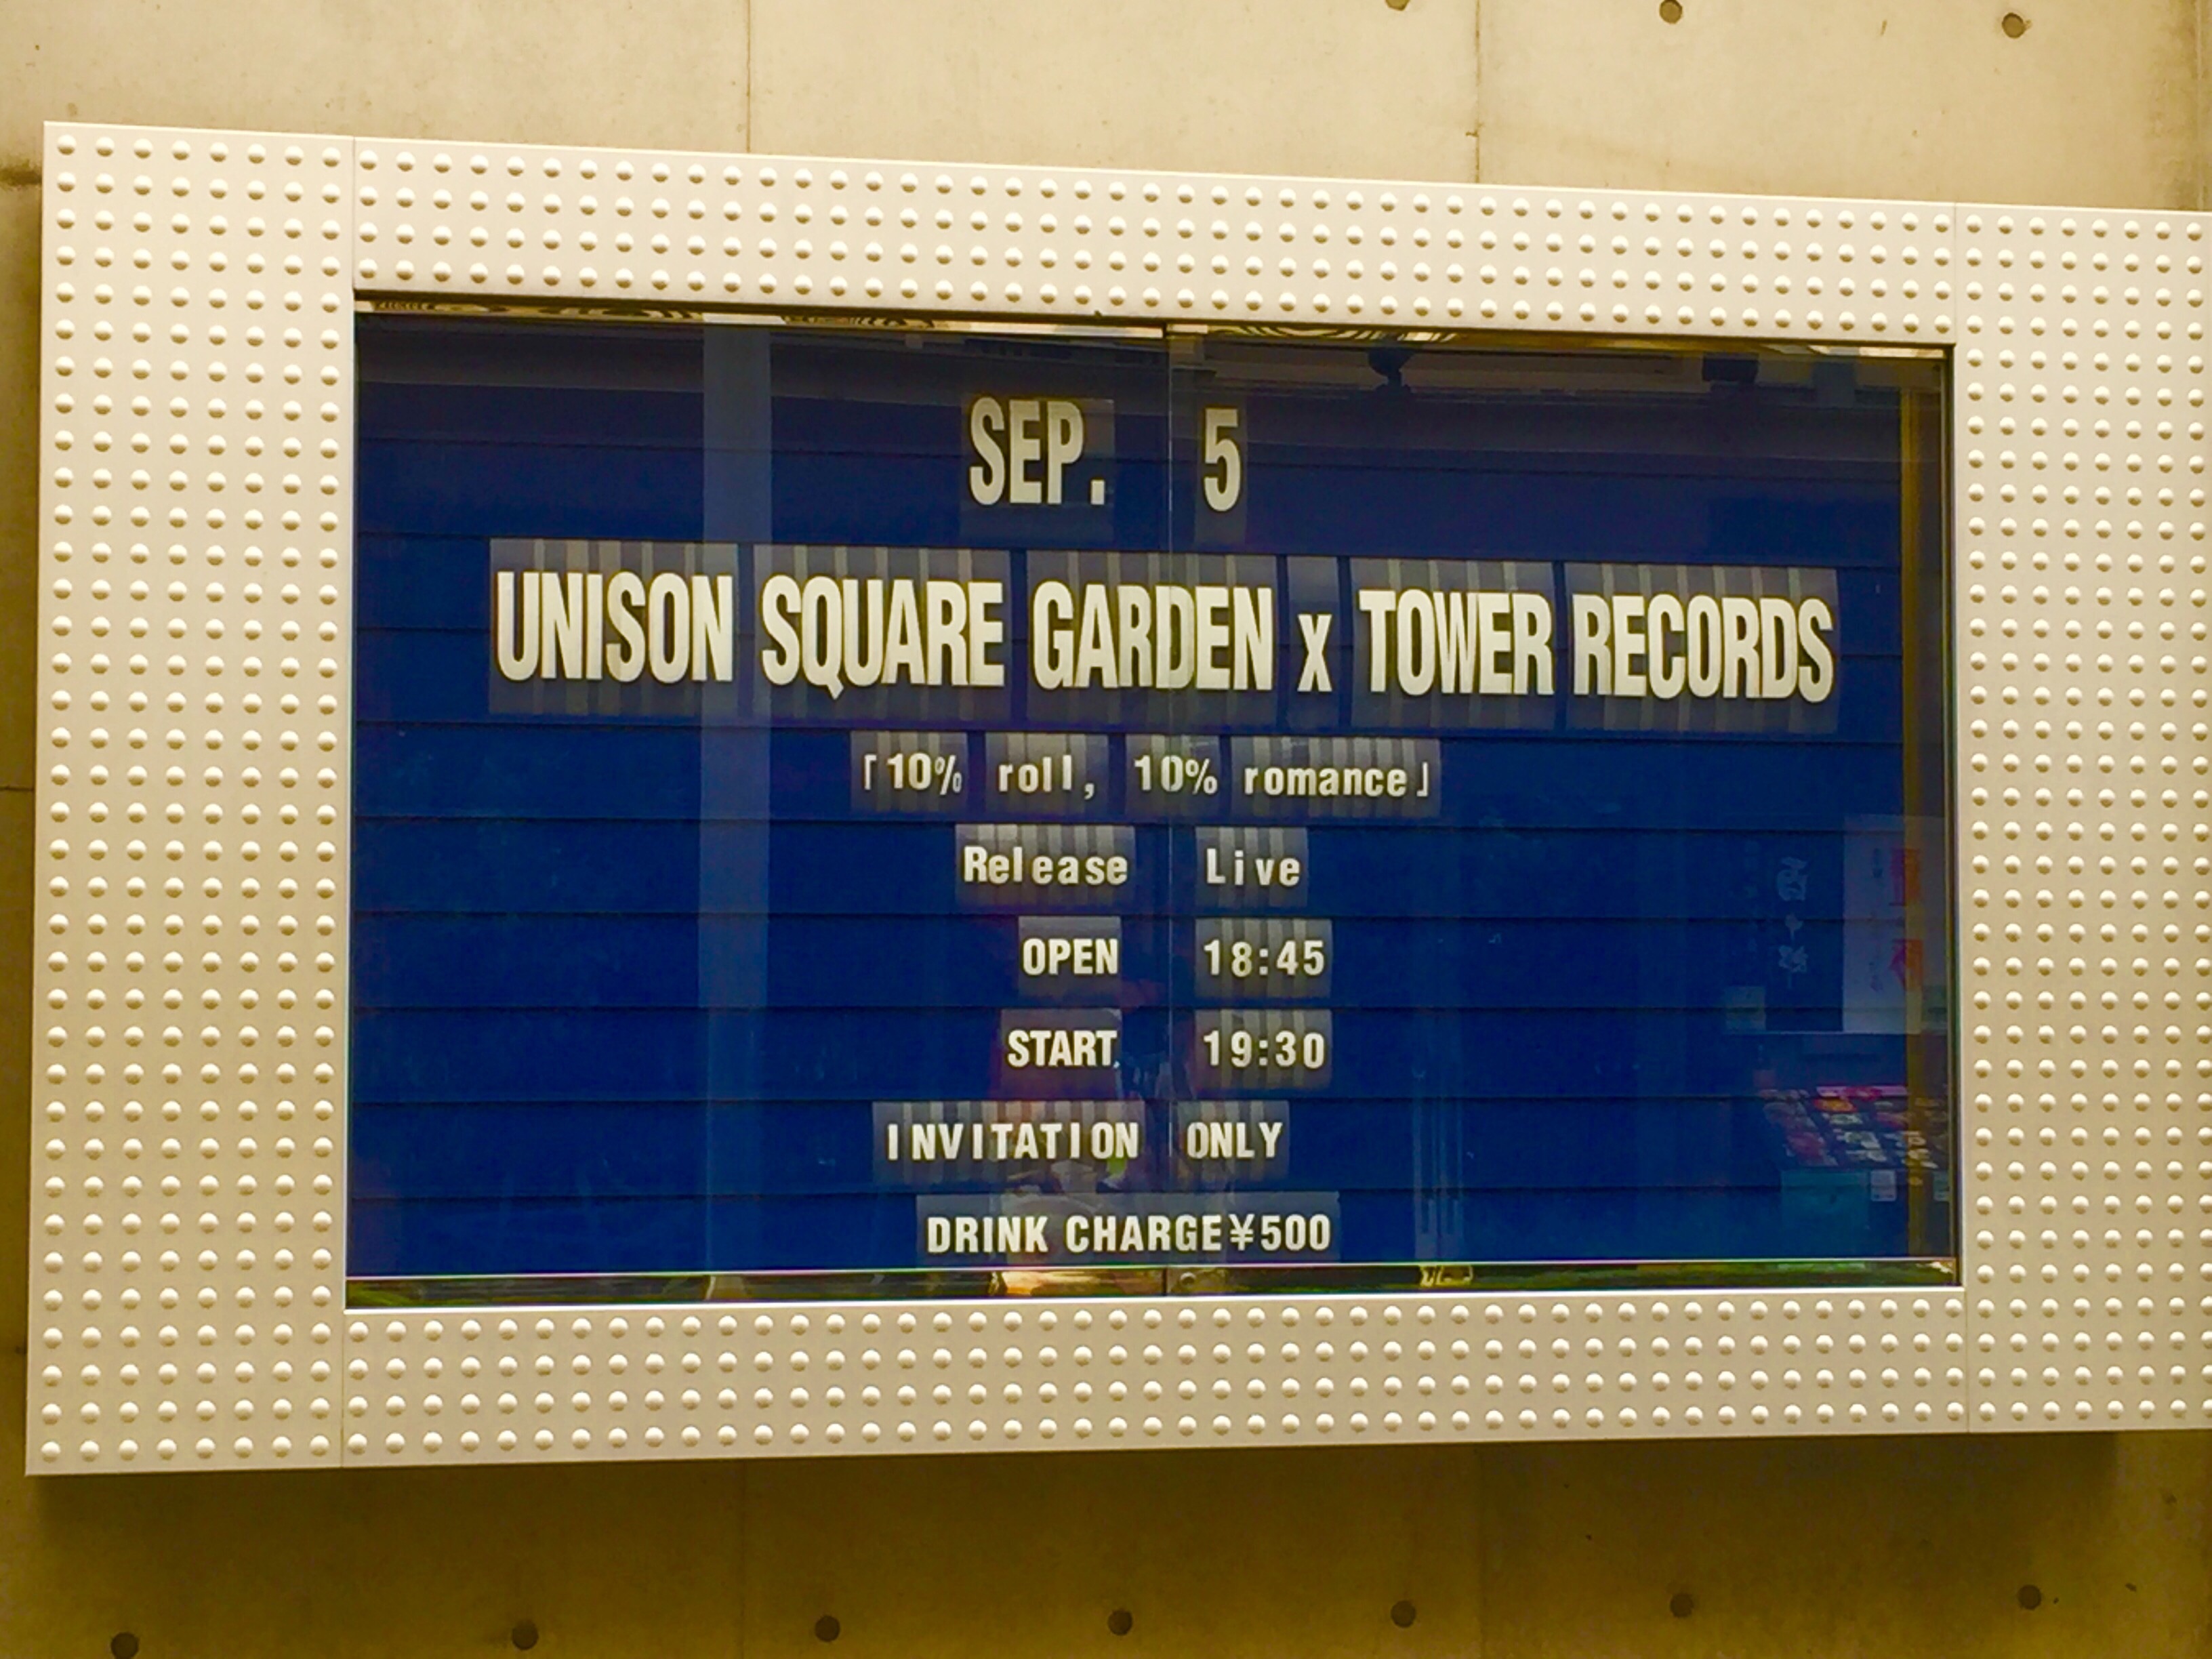 SEP. 5
UNISON SQUARE GARDEN x TOWER RECORDS
「10% roll, 10% romance」
Release Live
OPEN 18:45
START 19:30
INVITATION ONLY
DRINK CHARGE¥500